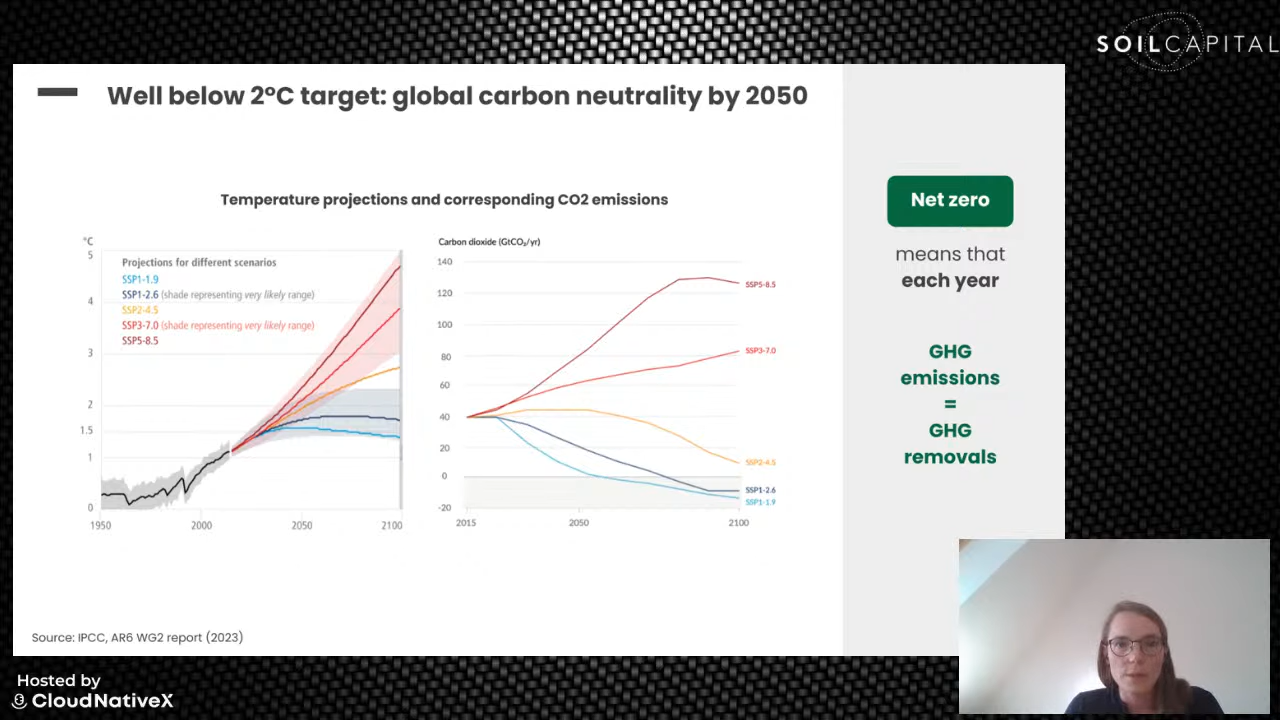 SOILCAPITAL
Well below 2°C target: global carbon neutrality by 2050
Temperature projections and corresponding CO2 emissions
°C
5
4
3
2
1.5
1
0
1950
2000
2050
2100
Projections for different scenarios
SSP1-1.9
SSP1-2.6 (shade representing very likely range)
SSP2-4.5
SSP3-7.0 (shade representing very likely range)
SSP5-8.5
Carbon dioxide (GtCO₂/yr)
140
120
100
80
60
40
20
0
-20
2015
2050
2100
SSP5-8.5
SSP3-7.0
SSP2-4.5
SSP1-2.6
SSP1-1.9
Net zero
means that
each year
GHG
emissions
=
GHG
removals
Source: IPCC, AR6 WG2 report (2023)
Hosted by
CloudNativeX